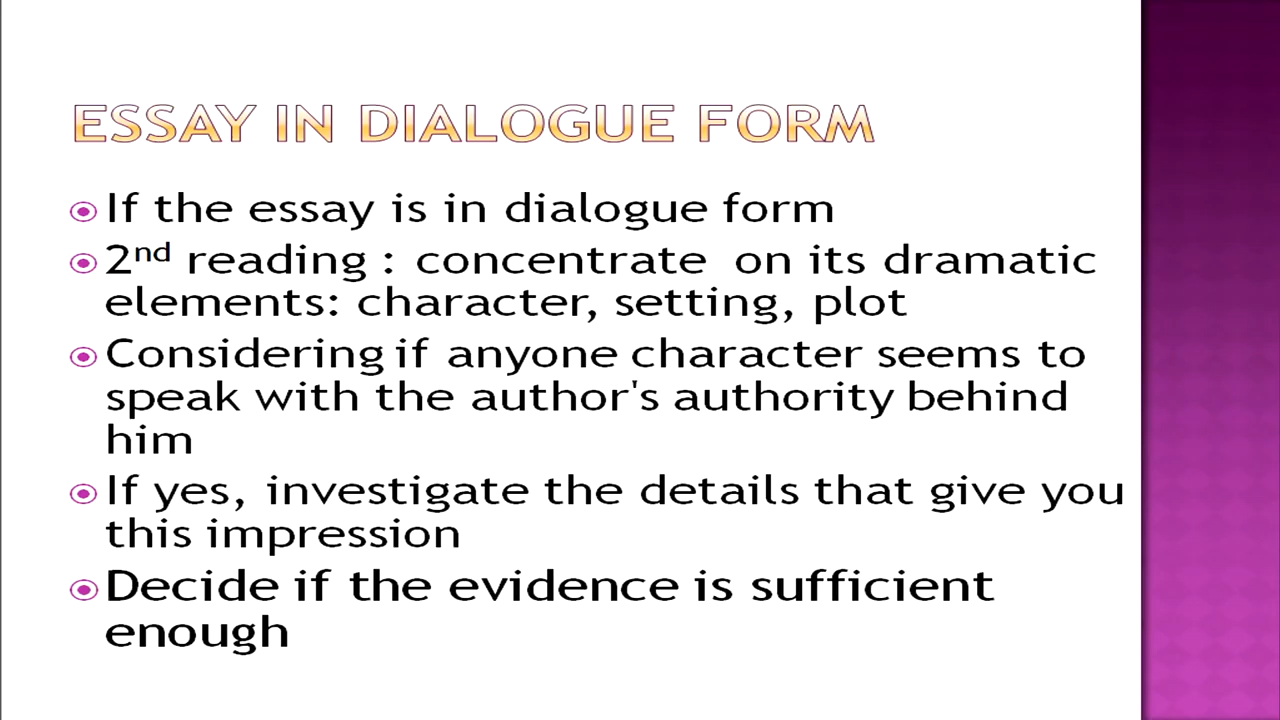 ESSAY IN DIALOGUE FORM
If the essay is in dialogue form
2nd reading : concentrate on its dramatic
elements: character, setting, plot
Considering if anyone character seems to
speak with the author's authority behind
him
If yes, investigate the details that give you
this impression
Decide if the evidence is sufficient
enough